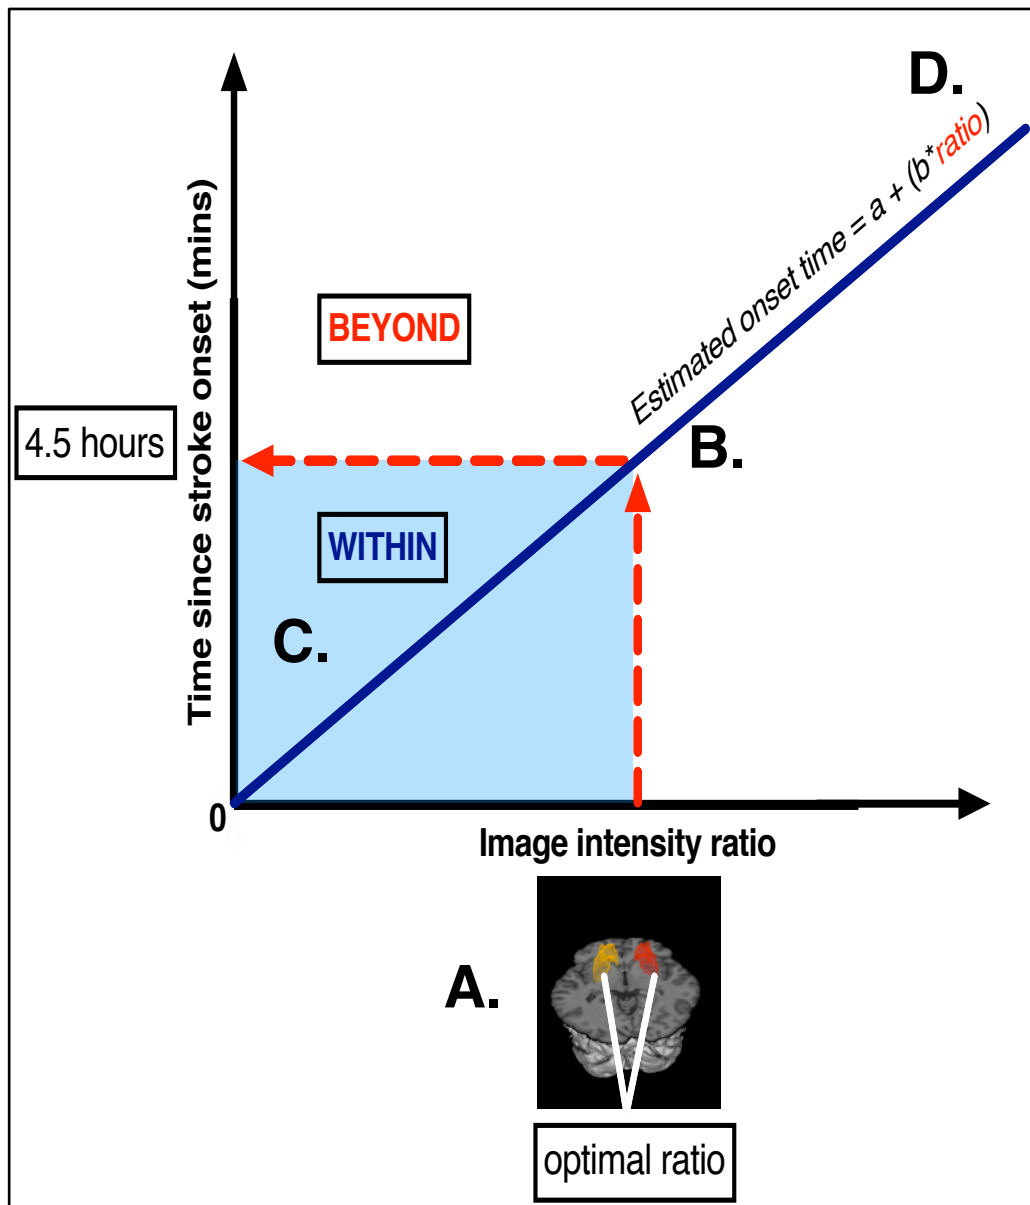 D.
Estimated onset time = a + (b*ratio)
Time since stroke onset (mins)
BEYOND
4.5 hours
B.
WITHIN
C.
0
Image intensity ratio
A.
optimal ratio